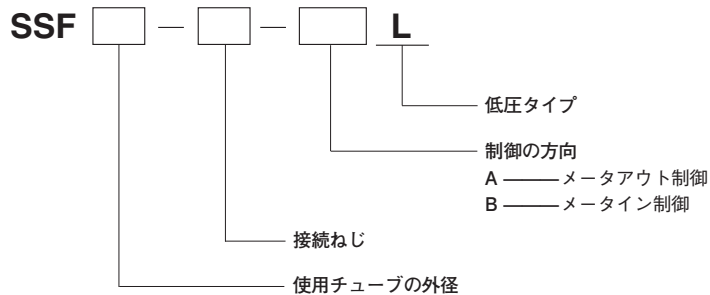 SSF □ — □ — □ L
低圧タイプ
制御の方向
A ——— メータアウト制御
B ——— メータイン制御
接続ねじ
使用チューブの外径